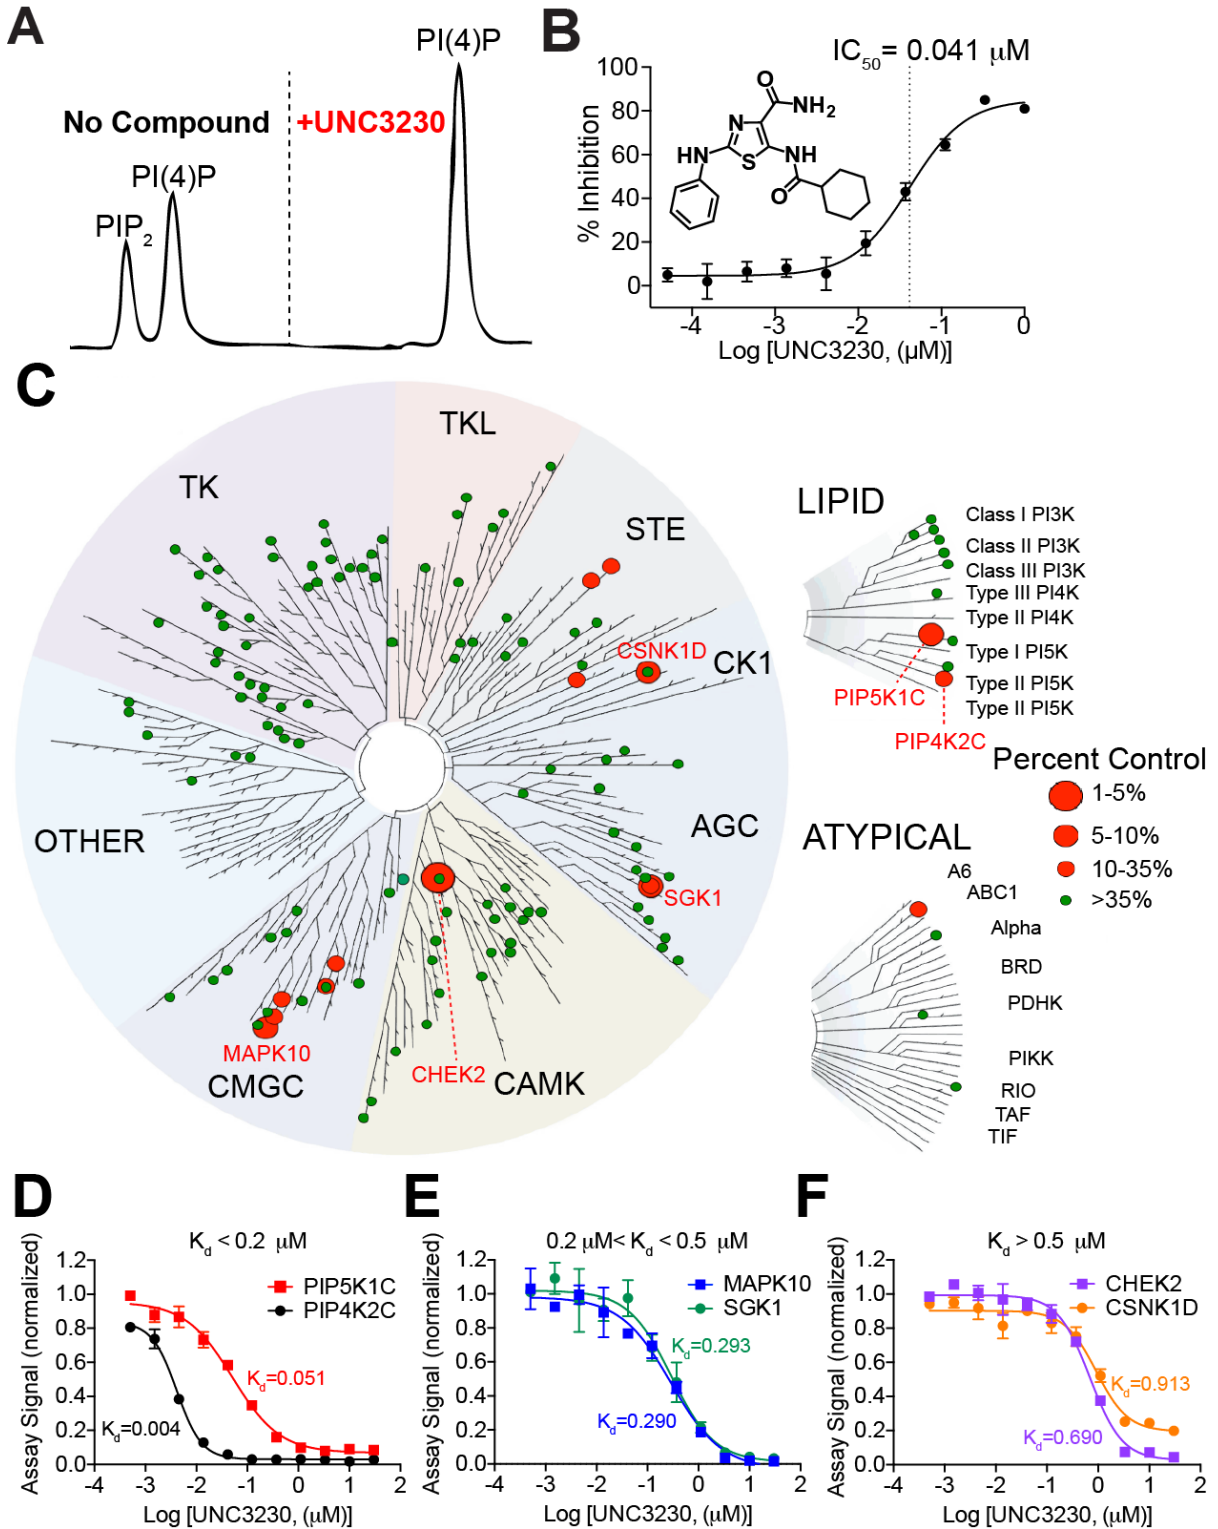 A
PI(4)P
No Compound
+UNC3230
PI(4)P
PIP2
B
IC50= 0.041 μM
100
80
60
40
20
0
% Inhibition
O
NH2
N
HN
S
NH
O
-4
-3
-2
-1
0
Log [UNC3230, (μM)]
C
TKL
TK
STE
CSNK1D
CK1
OTHER
AGC
SGK1
MAPK10
CMGC
CHEK2
CAMK
LIPID
Class I PI3K
Class II PI3K
Class III PI3K
Type III PI4K
Type II PI4K
Type I PI5K
Type II PI5K
Type II PI5K
PIP5K1C
PIP4K2C
Percent Control
1-5%
5-10%
10-35%
>35%
ATYPICAL
A6
ABC1
Alpha
BRD
PDHK
PIKK
RIO
TAF
TIF
D
Kd < 0.2 μM
Assay Signal (normalized)
1.2
1.0
0.8
0.6
0.4
0.2
0.0
PIP5K1C
PIP4K2C
Kd=0.051
Kd=0.004
-4
-3
-2
-1
0
1
2
Log [UNC3230, (μM)]
E
0.2 μM< Kd < 0.5 μM
Assay Signal (normalized)
1.2
1.0
0.8
0.6
0.4
0.2
0.0
MAPK10
SGK1
Kd=0.293
Kd=0.290
-4
-3
-2
-1
0
1
2
Log [UNC3230, (μM)]
F
Kd > 0.5 μM
Assay Signal (normalized)
1.2
1.0
0.8
0.6
0.4
0.2
0.0
CHEK2
CSNK1D
Kd=0.913
Kd=0.690
-4
-3
-2
-1
0
1
2
Log [UNC3230, (μM)]